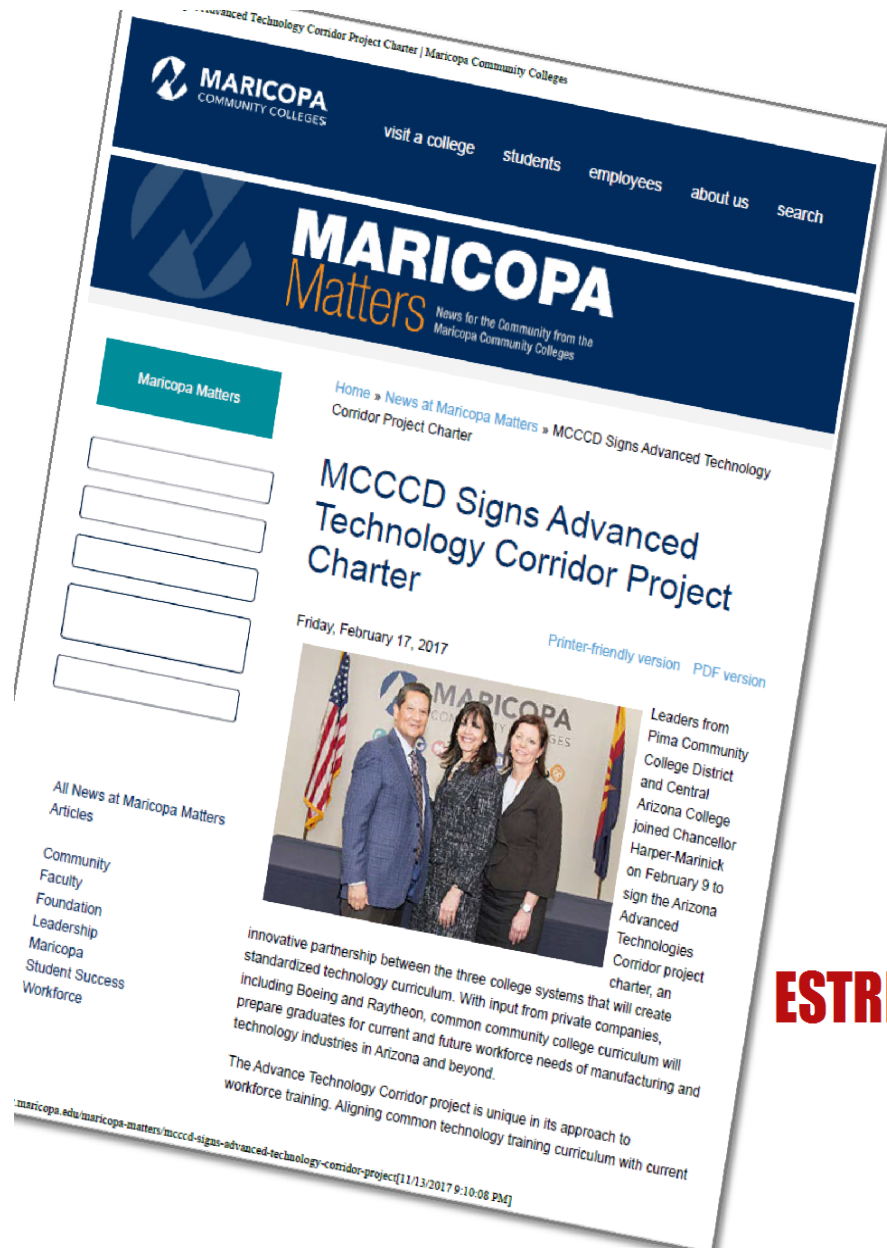 Advanced Technology Corridor Project Charter | Maricopa Community Colleges
MARICOPA
COMMUNITY COLLEGES
visit a college students employees about us search
MARICOPA
Matters
News for the Community from the
Maricopa Community Colleges
Maricopa Matters
Home » News at Maricopa Matters » MCCCD Signs Advanced Technology
Corridor Project Charter
MCCCD Signs Advanced
Technology Corridor Project
Charter
Friday, February 17, 2017
Printer-friendly version PDF version
MARICOPA
Leaders from
Pima Community
College District
and Central
Arizona College
joined Chancellor
Harper-Marinick
on February 9 to
sign the Arizona
Advanced
Technologies
Corridor project
charter, an
innovative partnership between the three college systems that will create
standardized technology curriculum. With input from private companies,
including Boeing and Raytheon, common community college curriculum will
prepare graduates for current and future workforce needs of manufacturing and
technology industries in Arizona and beyond.
The Advance Technology Corridor project is unique in its approach to
workforce training. Aligning common technology training curriculum with current
All News at Maricopa Matters
Articles
Community
Faculty
Foundation
Leadership
Maricopa
Student Success
Workforce
.maricopa.edu/maricopa-matters/mcccd-signs-advanced-technology-corridor-project[11/13/2017 9:10:08 PM]
ESTR